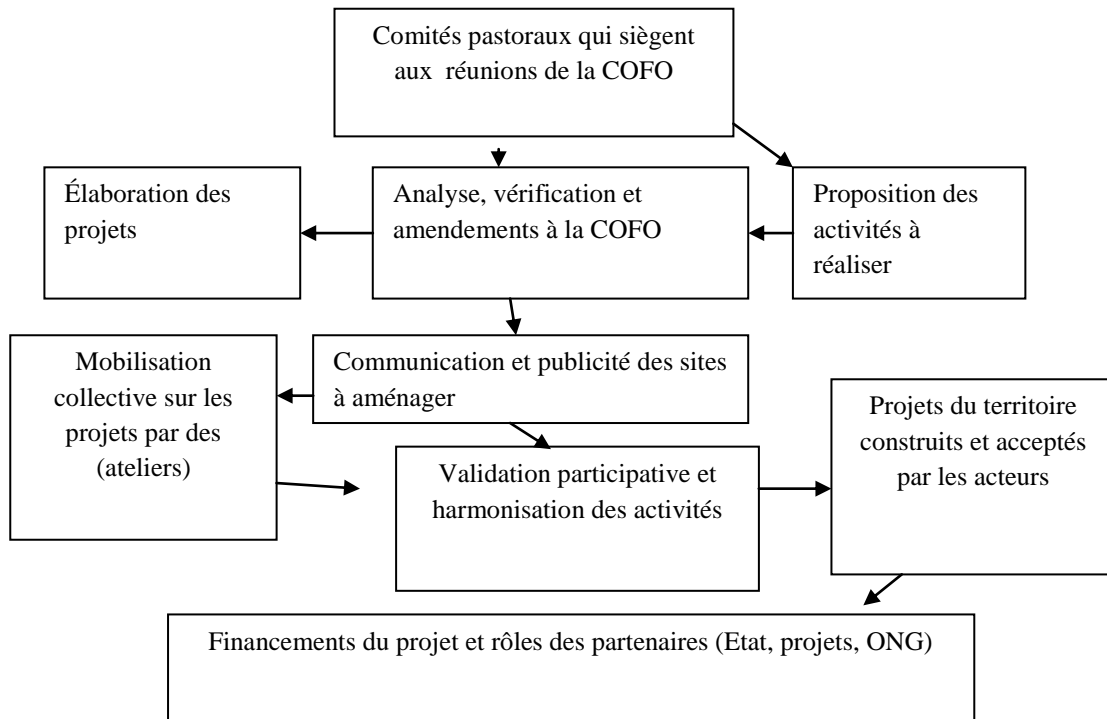 Comités pastoraux qui siègent
aux réunions de la COFO
Élaboration des
projets
Analyse, vérification et
amendements à la COFO
Proposition des
activités à
réaliser
Mobilisation
collective sur les
projets par des
(ateliers)
Communication et publicité des sites
à aménager
Validation participative et
harmonisation des activités
Projets du territoire
construits et acceptés
par les acteurs
Financements du projet et rôles des partenaires (Etat, projets, ONG)